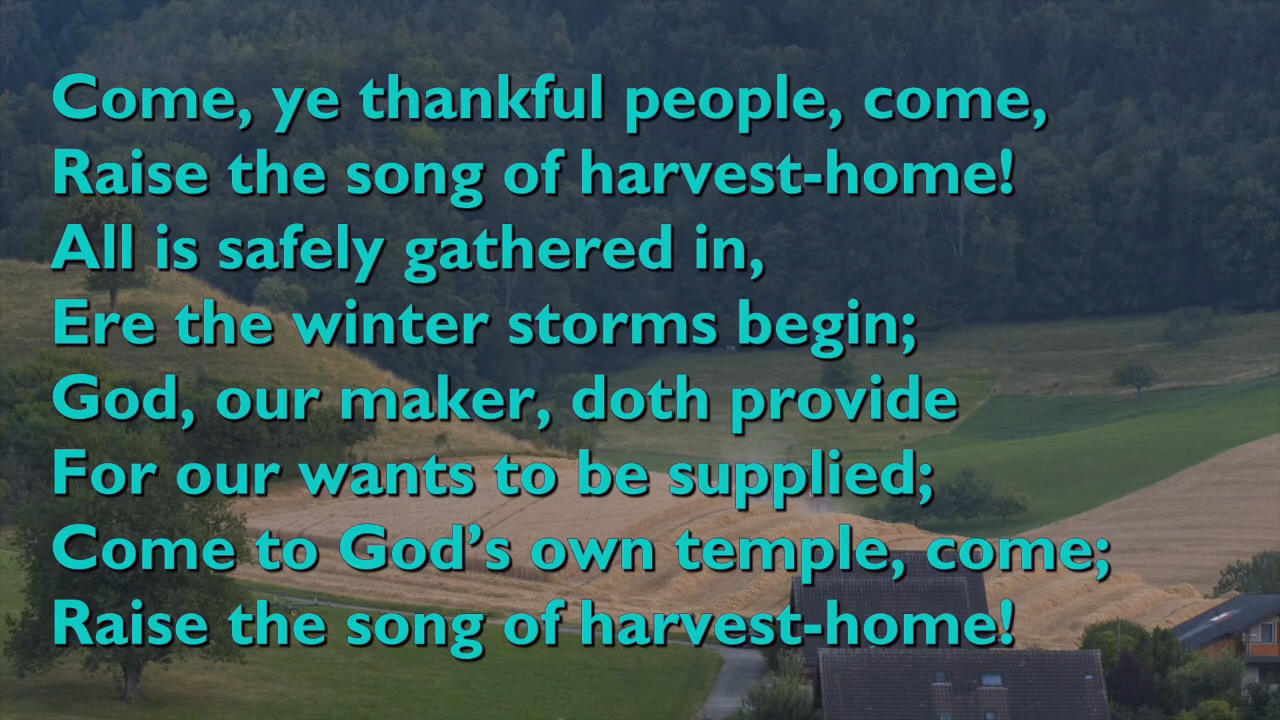 Come, ye thankful people, come,
Raise the song of harvest-home!
All is safely gathered in,
Ere the winter storms begin;
God, our maker, doth provide
For our wants to be supplied;
Come to God’s own temple, come;
Raise the song of harvest-home!